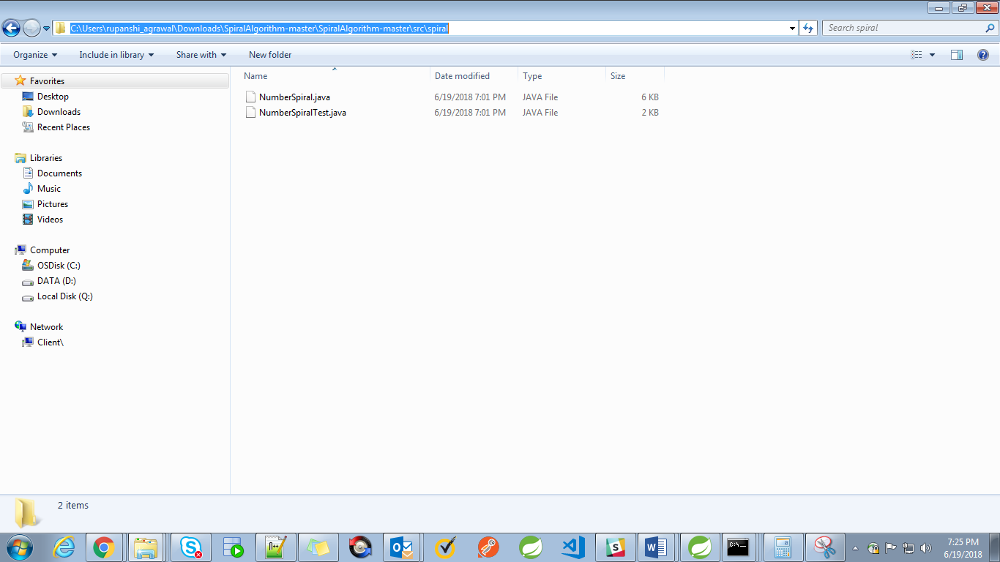 C:\Users\rupanshi_agrawal\Downloads\SpiralAlgorithm-master\SpiralAlgorithm-master\src\spiral
Search spiral
Organize Include in library Share with New folder
Name Date modified Type Size
Favorites
Desktop
Downloads
Recent Places
Libraries
Documents
Music
Pictures
Videos
Computer
OSDisk (C:)
DATA (D:)
Local Disk (Q:)
Network
Client\
NumberSpiral.java 6/19/2018 7:01 PM JAVA File 6 KB
NumberSpiralTest.java 6/19/2018 7:01 PM JAVA File 2 KB
2 items
7:25 PM
6/19/2018